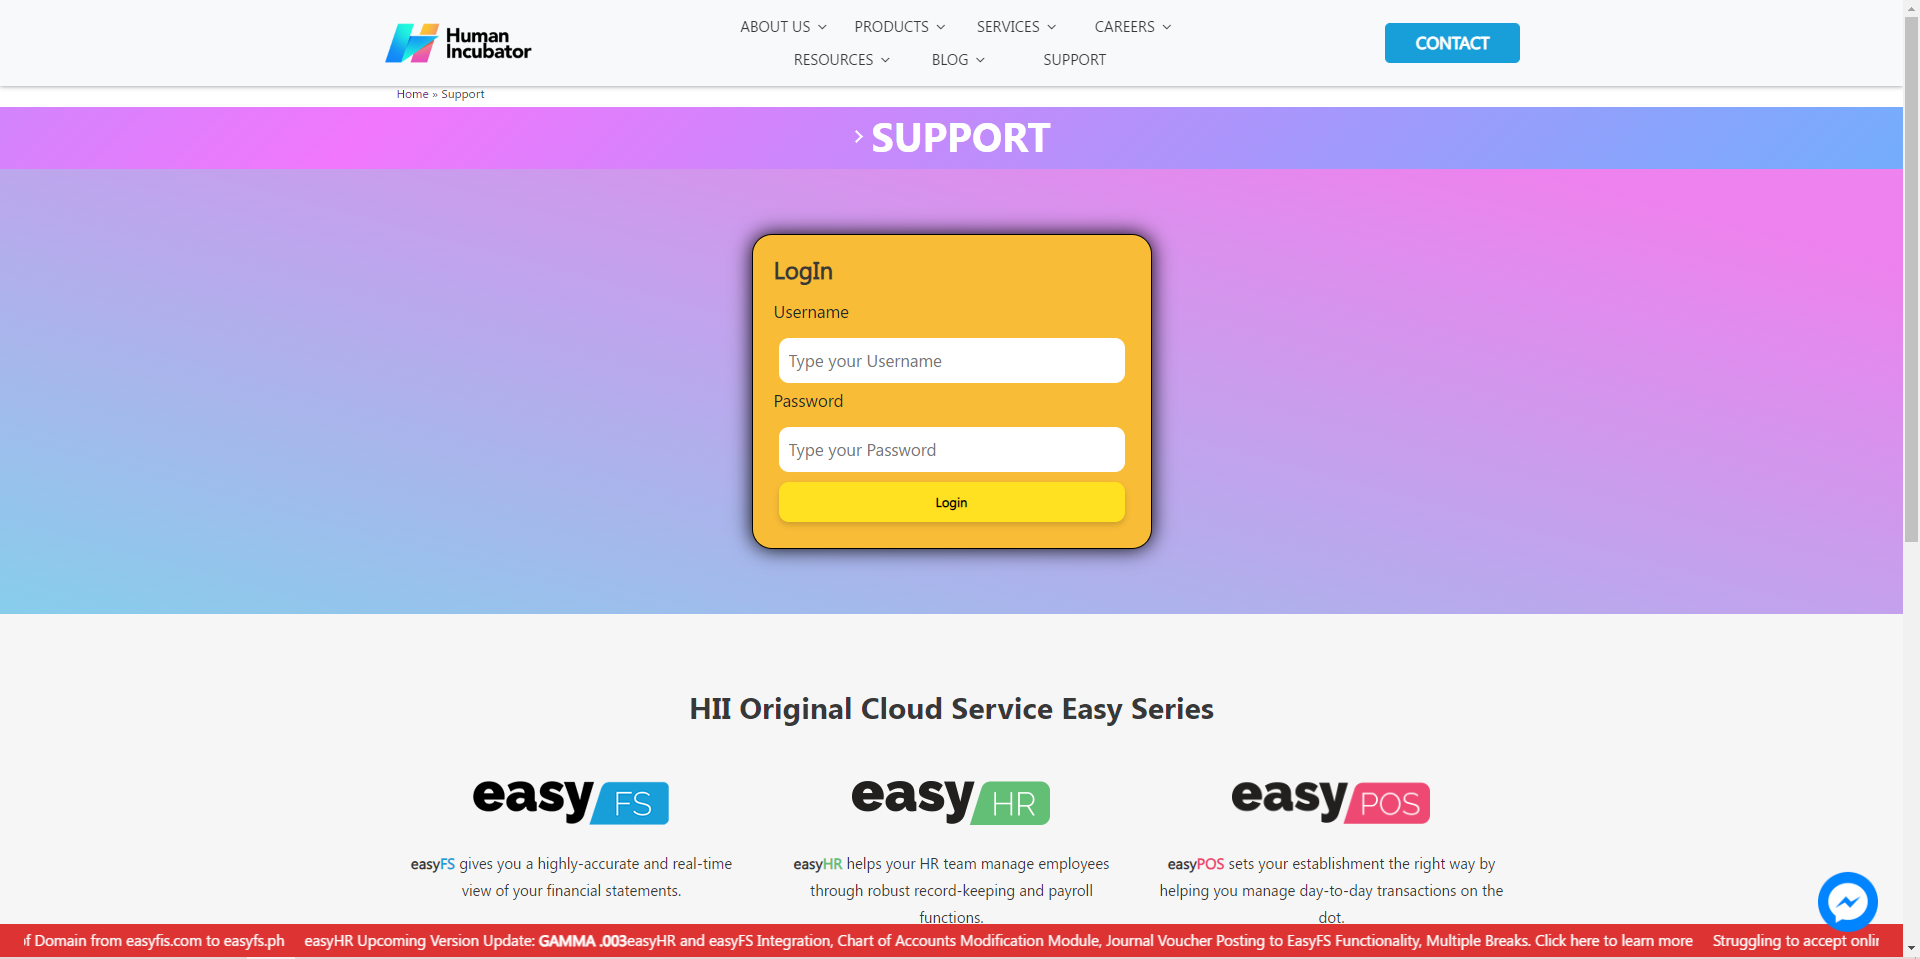 Human
Incubator
ABOUT US
PRODUCTS
SERVICES
CAREERS
RESOURCES
BLOG
SUPPORT
CONTACT
Home » Support
SUPPORT
LogIn
Username
Type your Username
Password
Type your Password
Login
HII Original Cloud Service Easy Series
easy FS
easy HR
easy POS
easyFS gives you a highly-accurate and real-time
view of your financial statements.
easyHR helps your HR team manage employees
through robust record-keeping and payroll
functions.
easyPOS sets your establishment the right way by
helping you manage day-to-day transactions on the
dot.
of Domain from easyfis.com to easyfs.ph easyHR Upcoming Version Update: GAMMA .003easyHR and easyFS Integration, Chart of Accounts Modification Module, Journal Voucher Posting to EasyFS Functionality, Multiple Breaks. Click here to learn more Struggling to accept onli